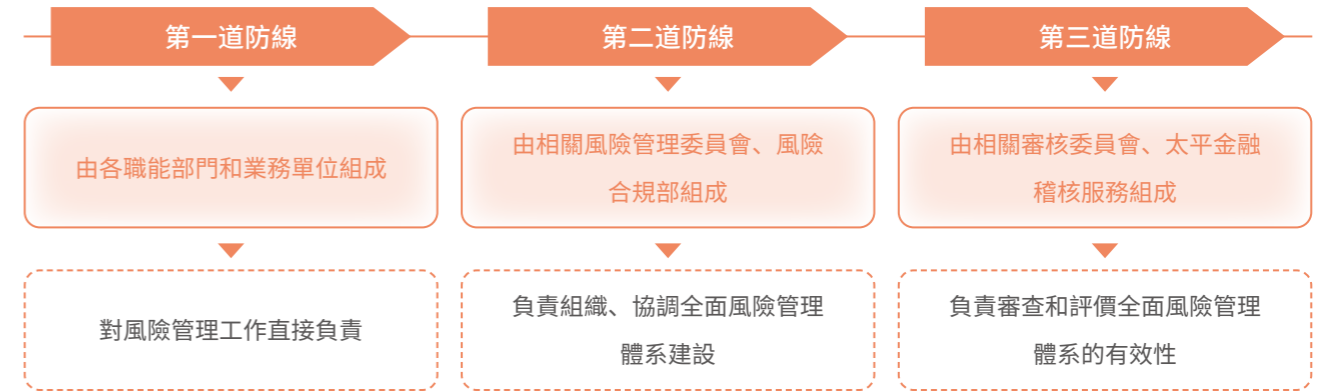 第一道防線
由各職能部門和業務單位組成
對風險管理工作直接負責
第二道防線
由相關風險管理委員會、風險
合規部組成
負責組織、協調全面風險管理
體系建設
第三道防線
由相關審核委員會、太平金融
稽核服務組成
負責審查和評價全面風險管理
體系的有效性